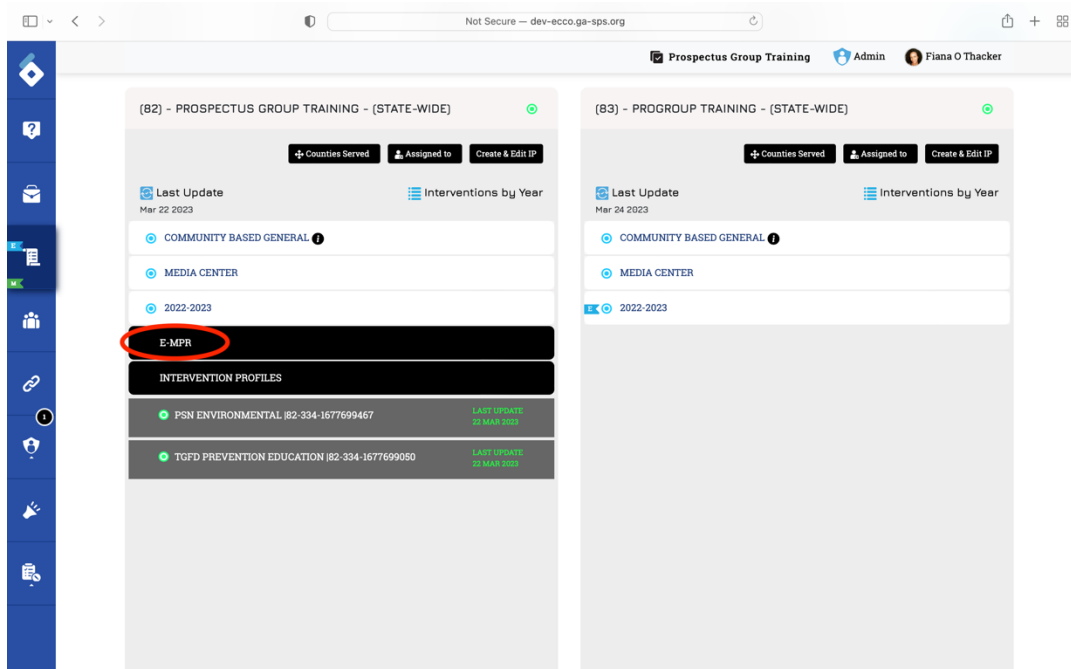 Not Secure — dev-ecco.ga-sps.org
Prospectus Group Training
Admin
Fiana O Thacker
(82) - PROSPECTUS GROUP TRAINING - (STATE-WIDE)
Counties Served
Assigned to
Create & Edit IP
Last Update
Mar 22 2023
Interventions by Year
COMMUNITY BASED GENERAL
MEDIA CENTER
2022-2023
E-MPR
INTERVENTION PROFILES
PSN ENVIRONMENTAL |82-334-1677699467
LAST UPDATE
22 MAR 2023
TGFD PREVENTION EDUCATION |82-334-1677699050
LAST UPDATE
22 MAR 2023
(83) - PROGROUP TRAINING - (STATE-WIDE)
Counties Served
Assigned to
Create & Edit IP
Last Update
Mar 24 2023
Interventions by Year
COMMUNITY BASED GENERAL
MEDIA CENTER
E
2022-2023
E
M
1